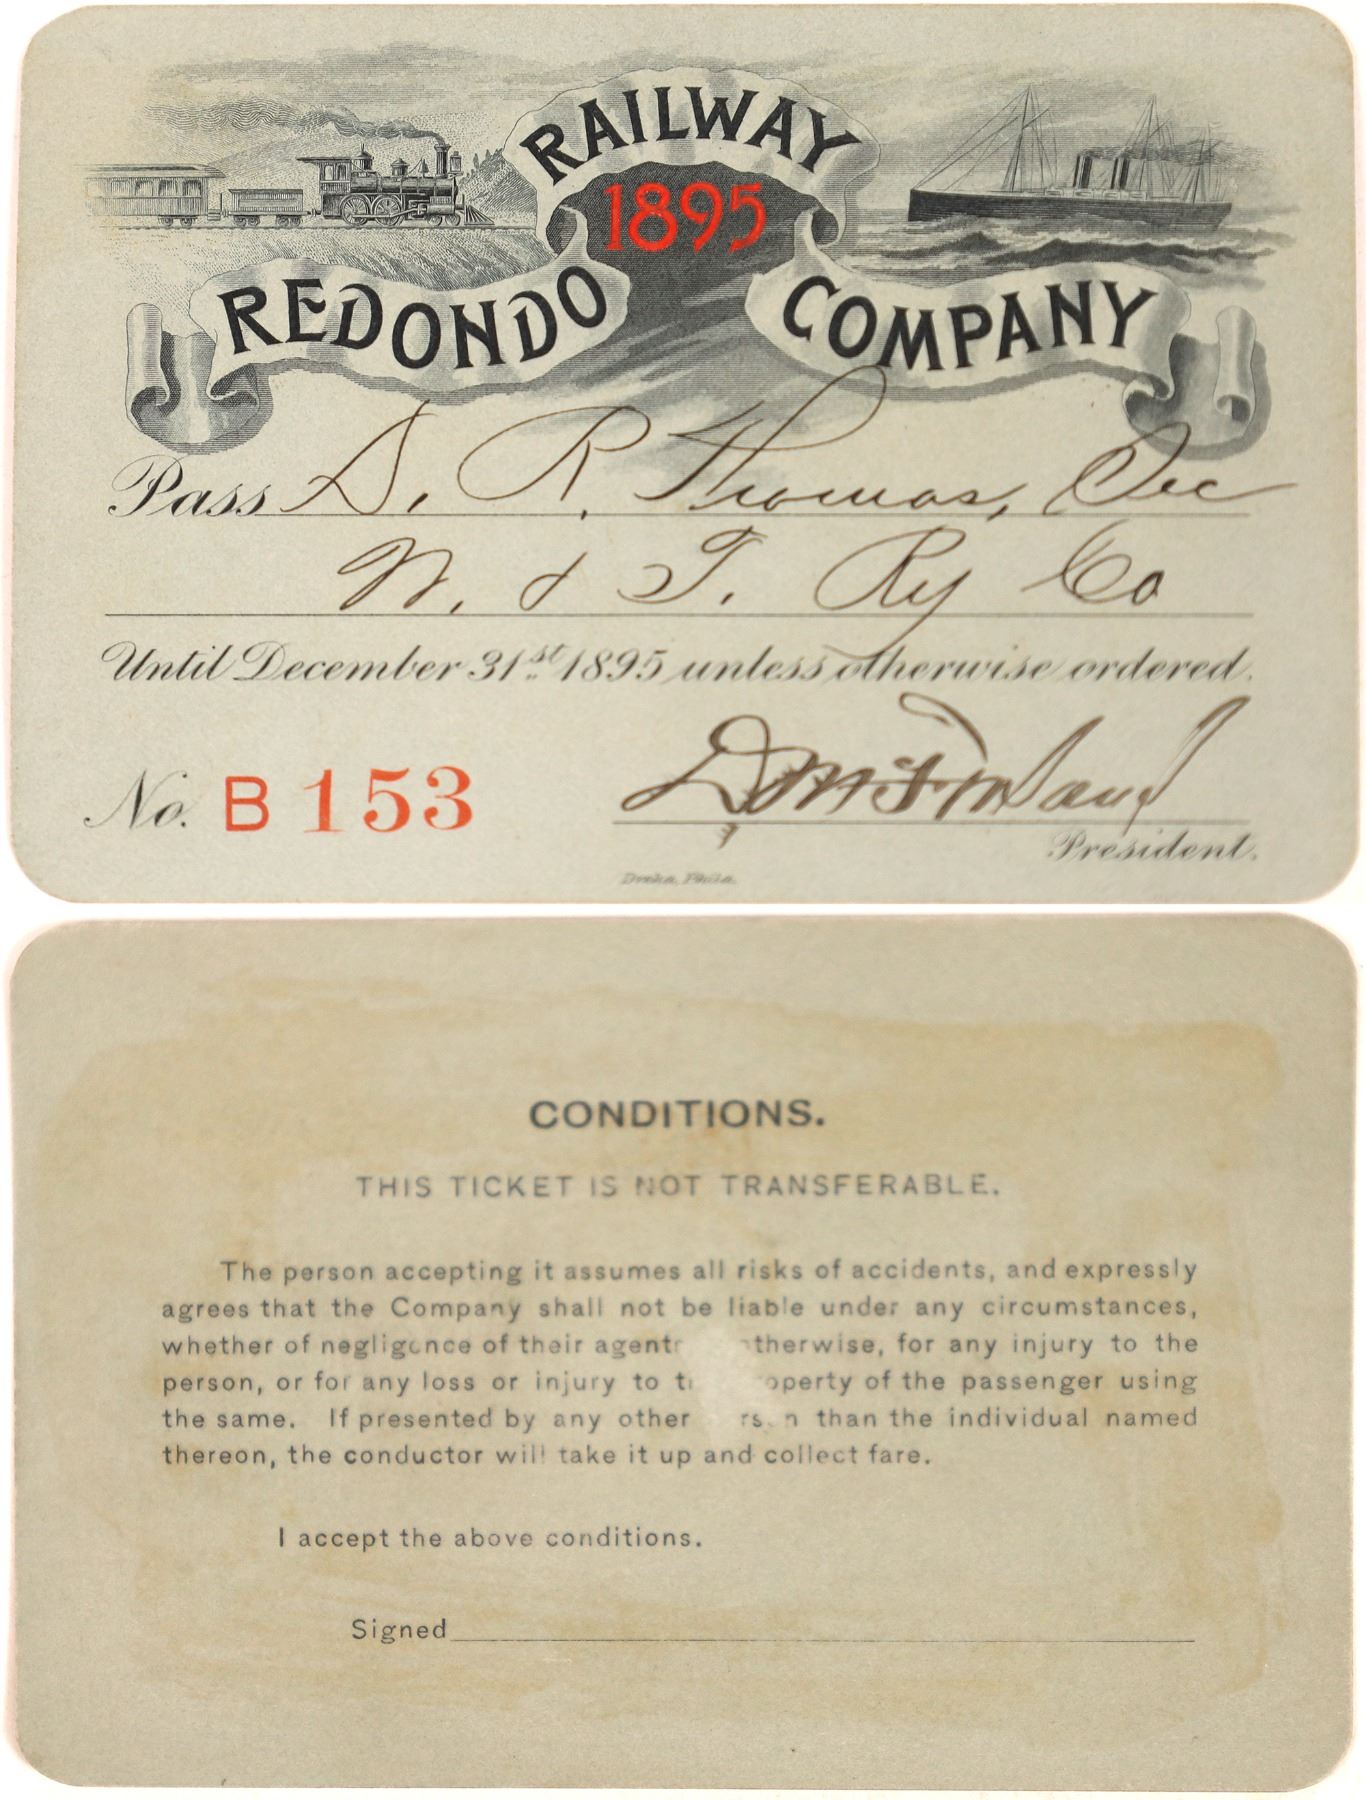 RAILWAY
1895
REDONDO COMPANY
Pass S. R. Thomas, Sec
N. & T. Ry Co
Until December 31st 1895 unless otherwise ordered.
No. B 153
President.
Dreka, Phila.
CONDITIONS.
THIS TICKET IS NOT TRANSFERABLE.
The person accepting it assumes all risks of accidents, and expressly
agrees that the Company shall not be liable under any circumstances,
whether of negligence of their agents otherwise, for any injury to the
person, or for any loss or injury to property of the passenger using
the same. If presented by any other person than the individual named
thereon, the conductor will take it up and collect fare.
I accept the above conditions.
Signed